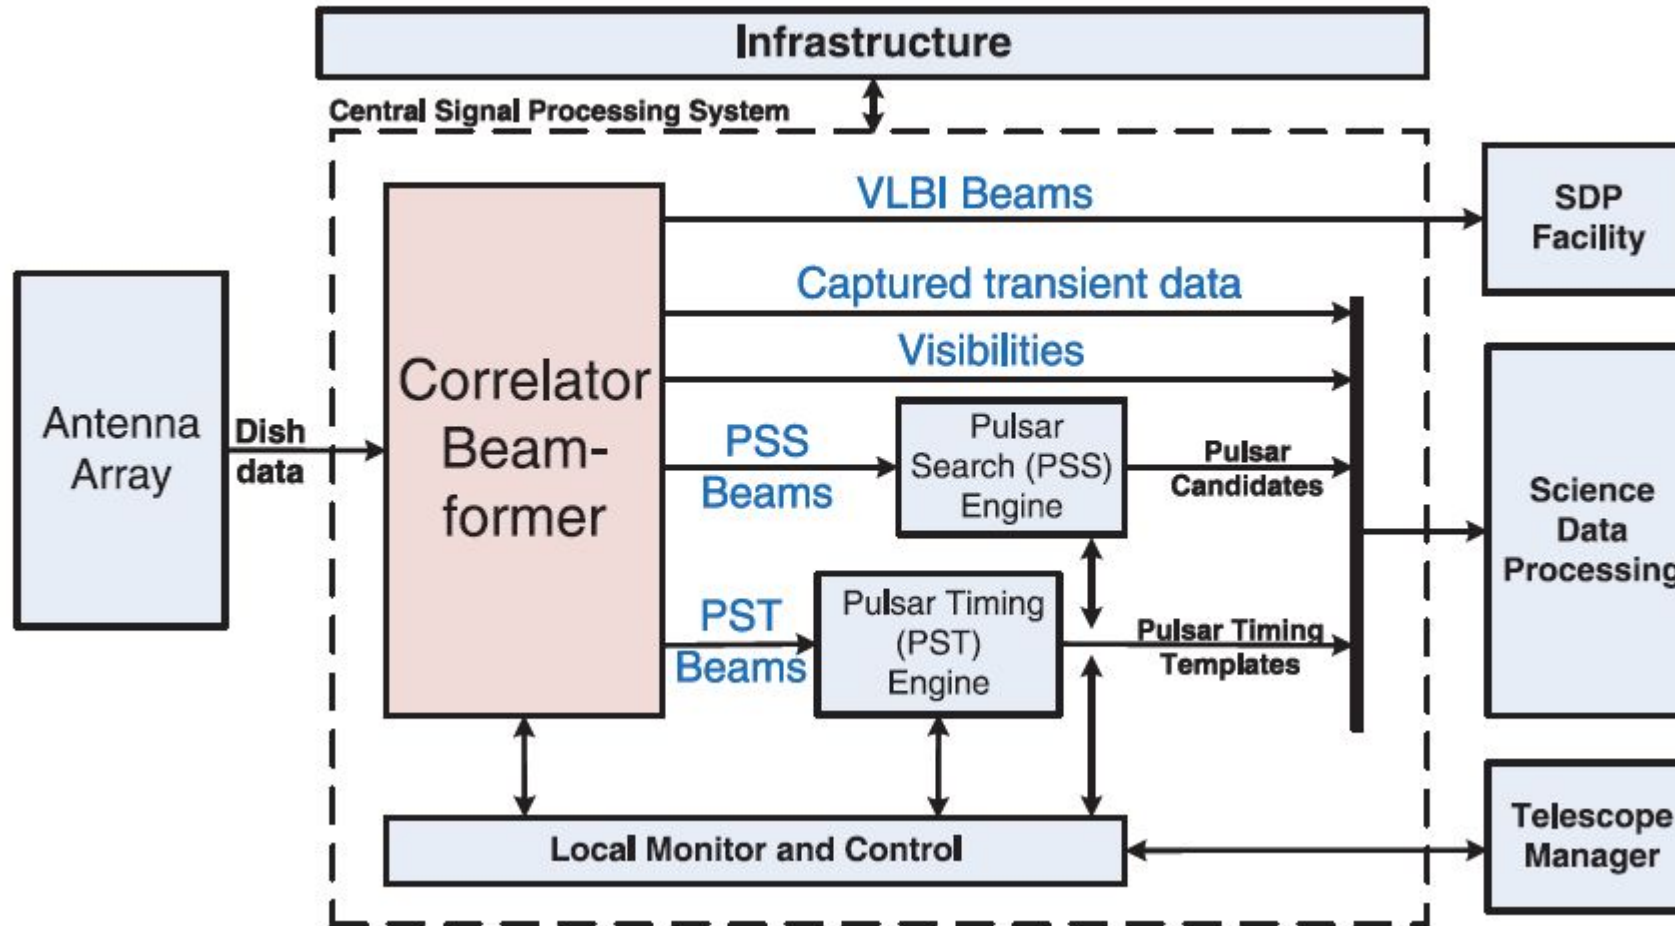 Infrastructure
Central Signal Processing System
VLBI Beams
SDP
Facility
Captured transient data
Visibilities
Antenna
Array
Dish
data
Correlator
Beam-
former
PSS
Beams
Pulsar
Search (PSS)
Engine
Pulsar
Candidates
Science
Data
Processing
PST
Beams
Pulsar Timing
(PST)
Engine
Pulsar Timing
Templates
Local Monitor and Control
Telescope
Manager